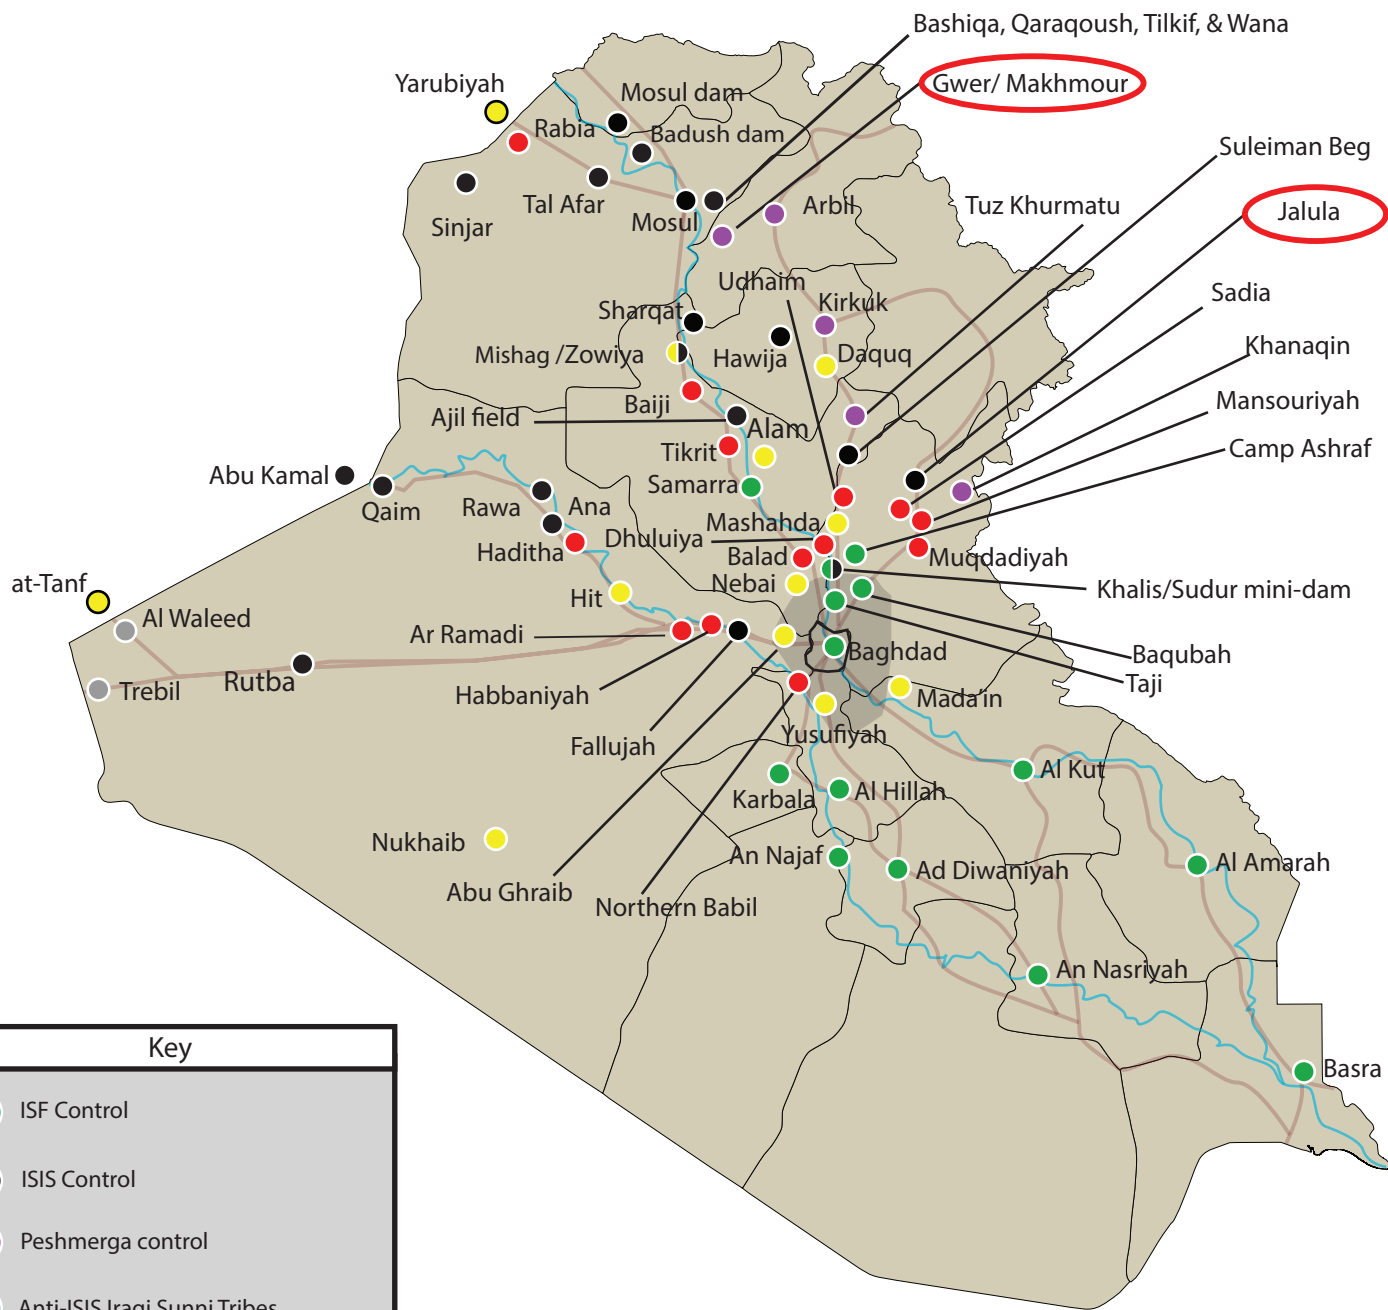 Bashiqa, Qaraqoush, Tilkif, & Wana
Gwer/ Makhmour
Yarubiyah
Mosul dam
Rabia
Badush dam
Suleiman Beg
Sinjar
Tal Afar
Mosul
Arbil
Tuz Khurmatu
Jalula
Udhaim
Kirkuk
Sadia
Sharqat
Mishag /Zowiya
Hawija
Daquq
Khanaqin
Baiji
Mansouriyah
Ajil field
Alam
Tikrit
Camp Ashraf
Abu Kamal
Samarra
Qaim
Rawa
Ana
Mashahda
Dhuluiya
Haditha
Balad
Muqdadiyah
at-Tanf
Nebai
Khalis/Sudur mini-dam
Hit
Al Waleed
Ar Ramadi
Baghdad
Baqubah
Trebil
Rutba
Taji
Habbaniyah
Mada'in
Yusufiyah
Fallujah
Al Kut
Karbala
Al Hillah
Nukhaib
An Najaf
Ad Diwaniyah
Al Amarah
Abu Ghraib
Northern Babil
An Nasriyah
Basra
Key
ISF Control
ISIS Control
Peshmerga control
Anti-ISIS Iraqi Sunni Tribes